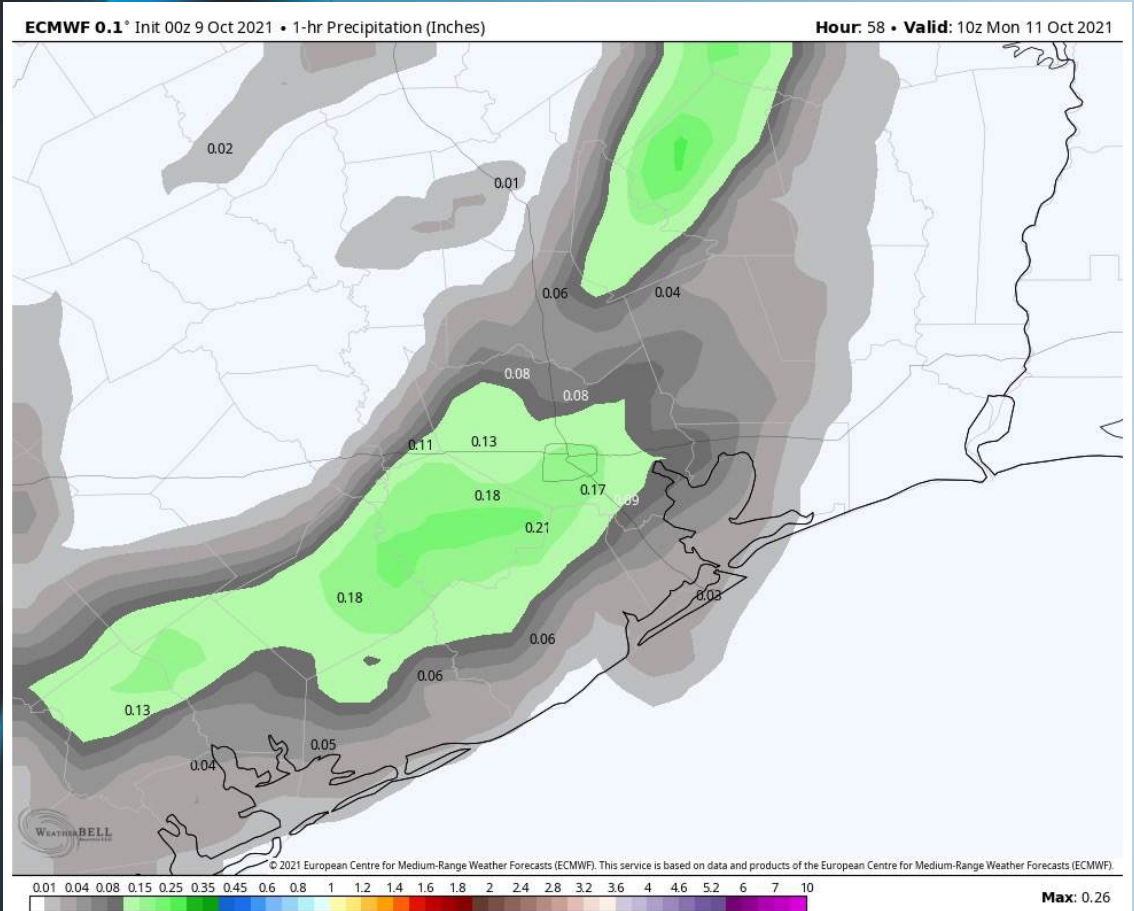 ECMWF 0.1° Init 00z 9 Oct 2021 • 1-hr Precipitation (Inches) Hour: 58 • Valid: 10z Mon 11 Oct 2021
0.02
0.01
0.06 0.04
0.08
0.08
0.11 0.13
0.18 0.17 0.09
0.21
0.18 0.03
0.06
0.06
0.13
0.05
0.04
WEATHERBELL
© 2021 European Centre for Medium-Range Weather Forecasts (ECMWF). This service is based on data and products of the European Centre for Medium-Range Weather Forecasts (ECMWF).
0.01 0.04 0.08 0.15 0.25 0.35 0.45 0.6 0.8 1 1.2 1.4 1.6 1.8 2 2.4 2.8 3.2 3.6 4 4.6 5.2 6 7 10
Max: 0.26